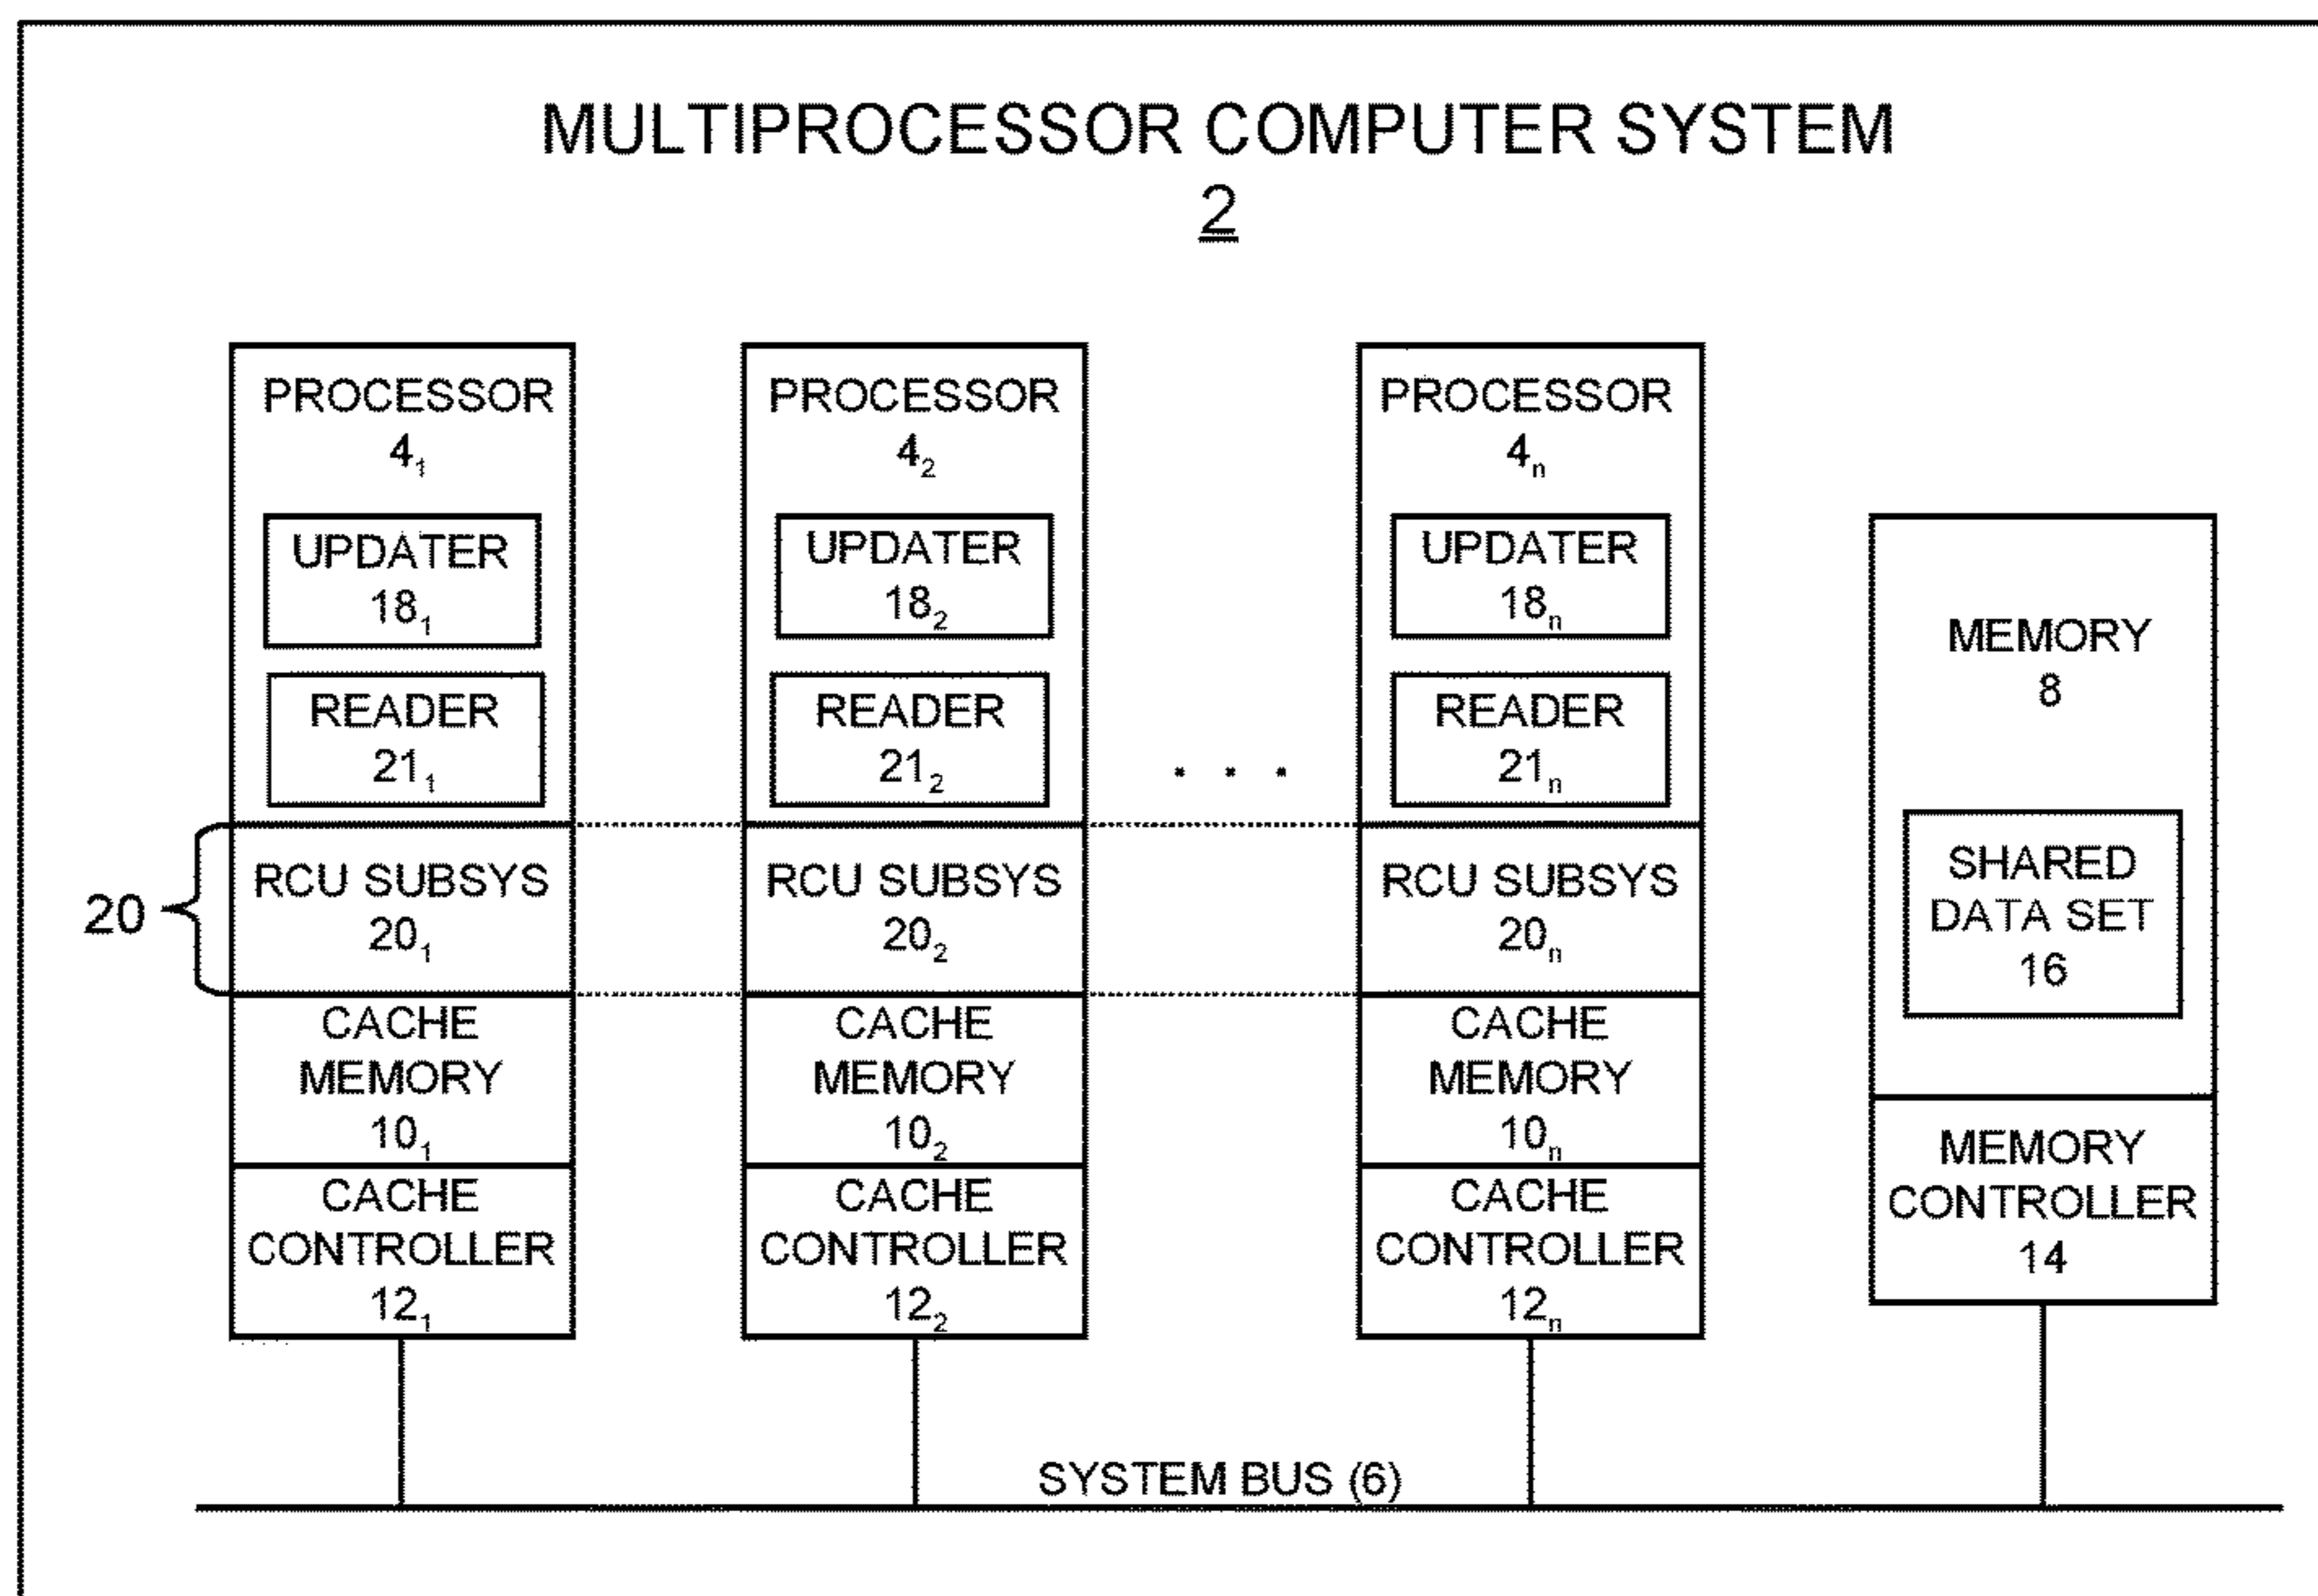 MULTIPROCESSOR COMPUTER SYSTEM
2
PROCESSOR
4₁
UPDATER
18₁
READER
21₁
RCU SUBSYS
20₁
CACHE
MEMORY
10₁
CACHE
CONTROLLER
12₁
20
PROCESSOR
4₂
UPDATER
18₂
READER
21₂
RCU SUBSYS
20₂
CACHE
MEMORY
10₂
CACHE
CONTROLLER
12₂
. . .
PROCESSOR
4ₙ
UPDATER
18ₙ
READER
21ₙ
RCU SUBSYS
20ₙ
CACHE
MEMORY
10ₙ
CACHE
CONTROLLER
12ₙ
MEMORY
8
SHARED
DATA SET
16
MEMORY
CONTROLLER
14
SYSTEM BUS (6)